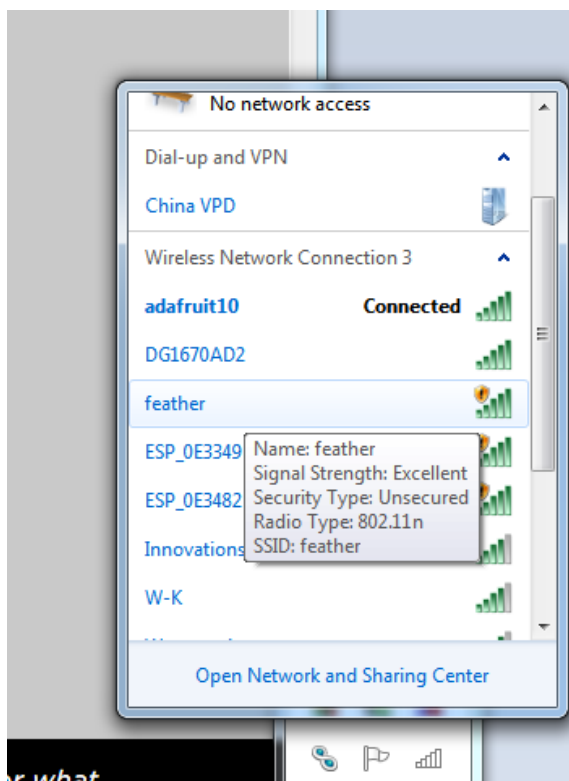 No network access
Dial-up and VPN
China VPD
Wireless Network Connection 3
adafruit10 Connected
DG1670AD2
feather
ESP_0E3349
ESP_0E3482
Name: feather
Signal Strength: Excellent
Security Type: Unsecured
Radio Type: 802.11n
SSID: feather
Innovations
W-K
Open Network and Sharing Center
what